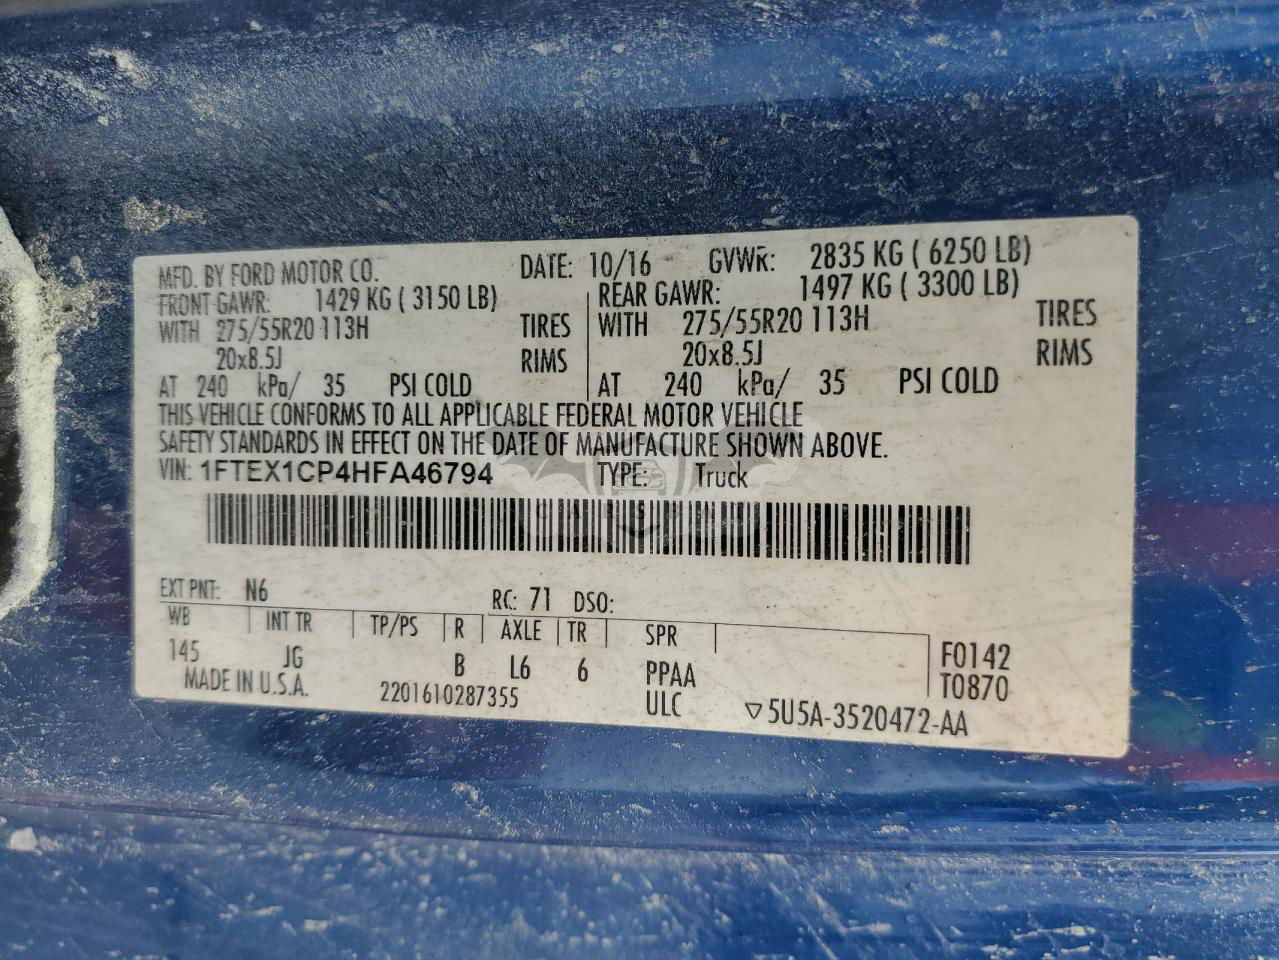 MFD. BY FORD MOTOR CO. DATE: 10/16 GVWR: 2835 KG ( 6250 LB)
FRONT GAWR: 1429 KG ( 3150 LB) REAR GAWR: 1497 KG ( 3300 LB)
WITH 275/55R20 113H TIRES WITH 275/55R20 113H TIRES
20x8.5J RIMS 20x8.5J RIMS
AT 240 kPa/ 35 PSI COLD AT 240 kPa/ 35 PSI COLD
THIS VEHICLE CONFORMS TO ALL APPLICABLE FEDERAL MOTOR VEHICLE
SAFETY STANDARDS IN EFFECT ON THE DATE OF MANUFACTURE SHOWN ABOVE.
VIN: 1FTEX1CP4HFA46794 TYPE: Truck
EXT PNT: N6 RC: 71 DSO:
WB INT TR TP/PS R AXLE TR SPR
145 JG B L6 6 PPAA F0142
MADE IN U.S.A. 2201610287355 ULC T0870
▽5U5A-3520472-AA